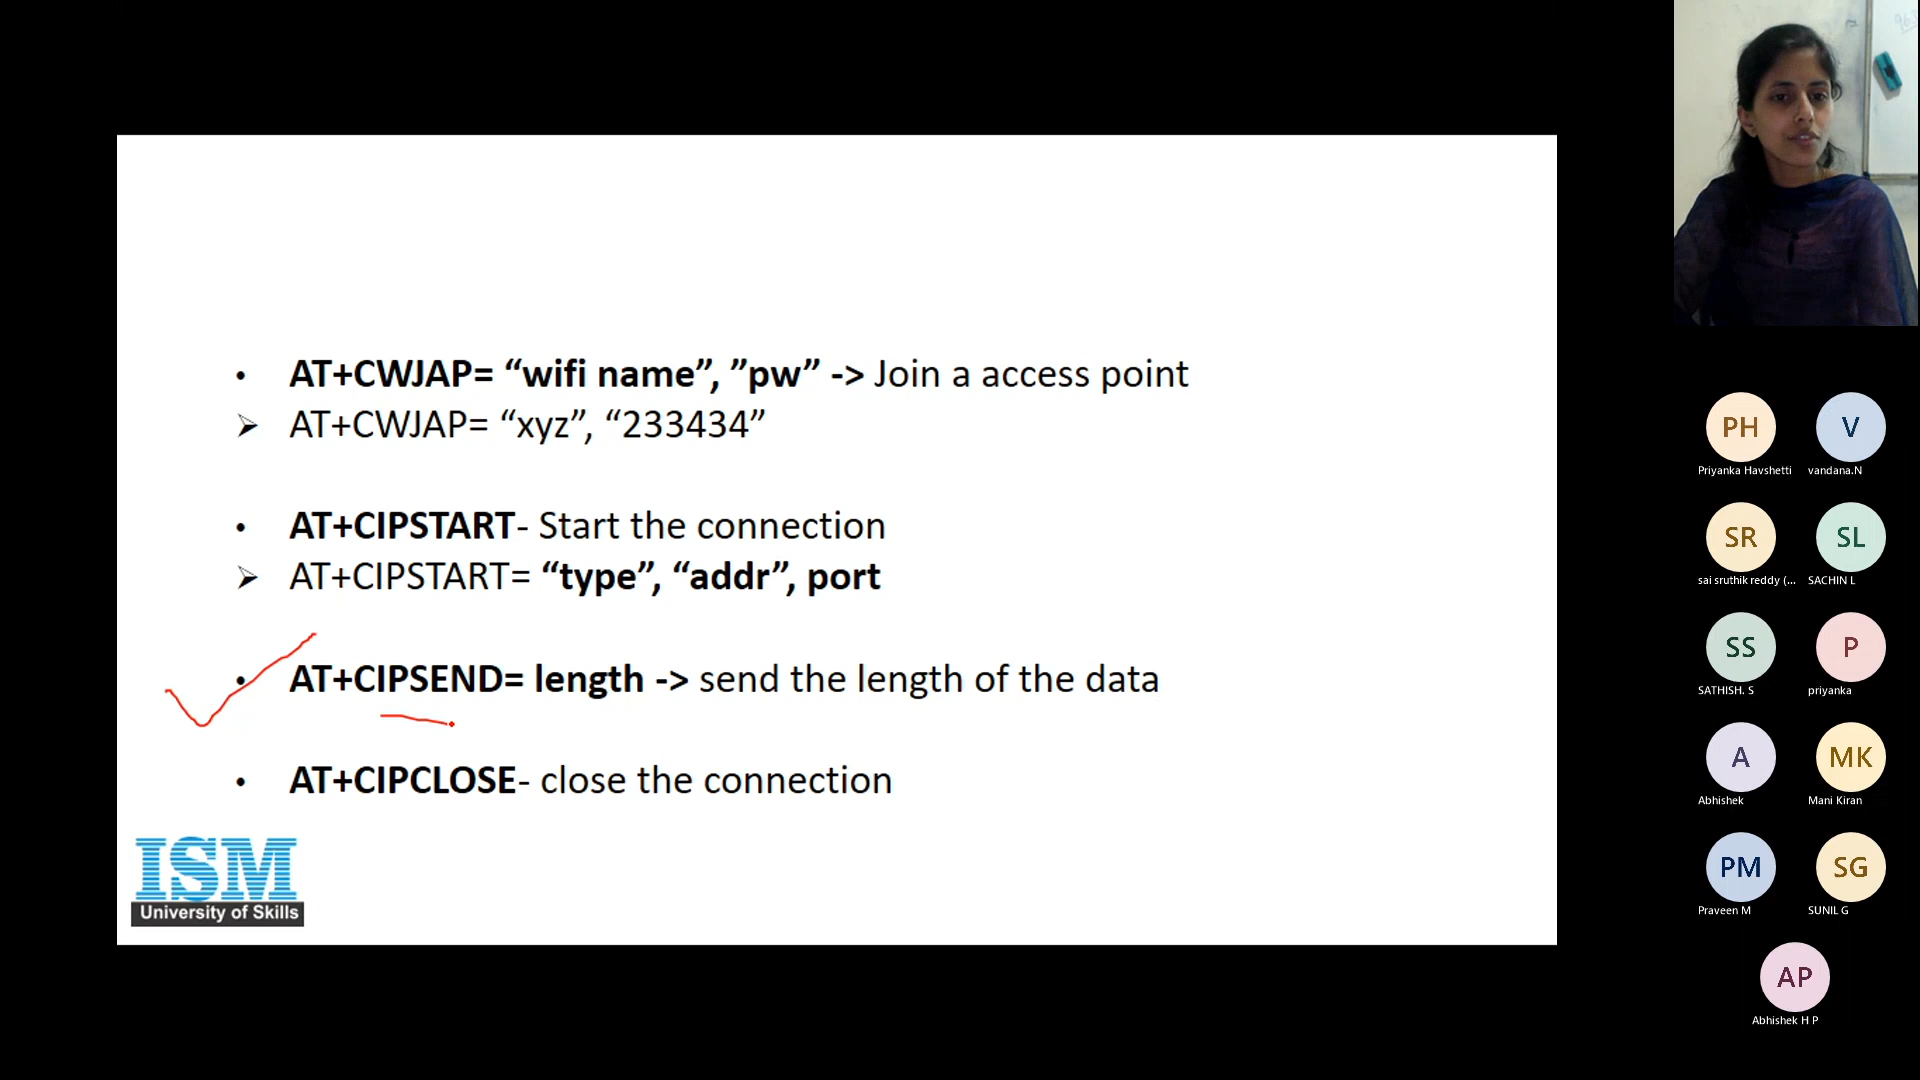 • AT+CWJAP= “wifi name”, ”pw” -> Join a access point
➢ AT+CWJAP= “xyz”, “233434”
• AT+CIPSTART- Start the connection
➢ AT+CIPSTART= “type”, “addr”, port
• AT+CIPSEND= length -> send the length of the data
• AT+CIPCLOSE- close the connection
ISM
University of Skills
PH V
Priyanka Havshetti vandana.N
SR SL
sai sruthik reddy (... SACHIN L
SS P
SATHISH. S priyanka
A MK
Abhishek Mani Kiran
PM SG
Praveen M SUNIL G
AP
Abhishek H P